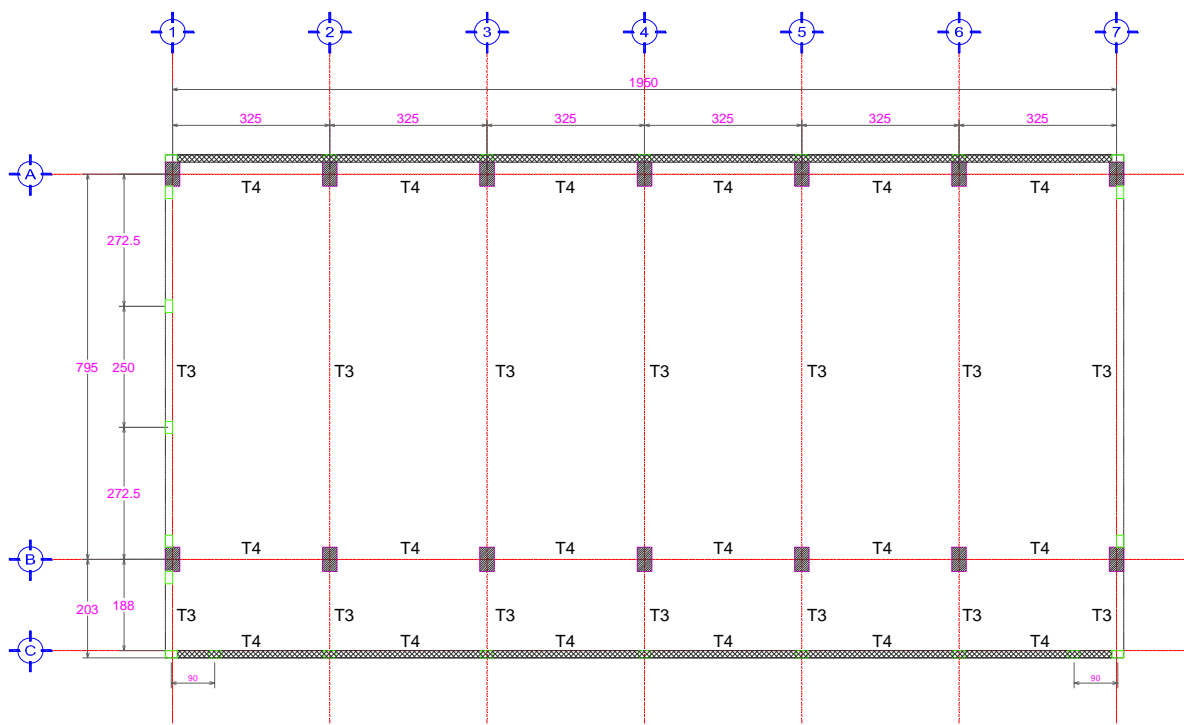 1 2 3 4 5 6 7
1950
325 325 325 325 325 325
A
T4 T4 T4 T4 T4 T4
272.5
795 250
T3 T3 T3 T3 T3 T3 T3
272.5
T4 T4 T4 T4 T4 T4
B
203 188
T3 T3 T3 T3 T3 T3 T3
T4 T4 T4 T4 T4 T4
C
90 90